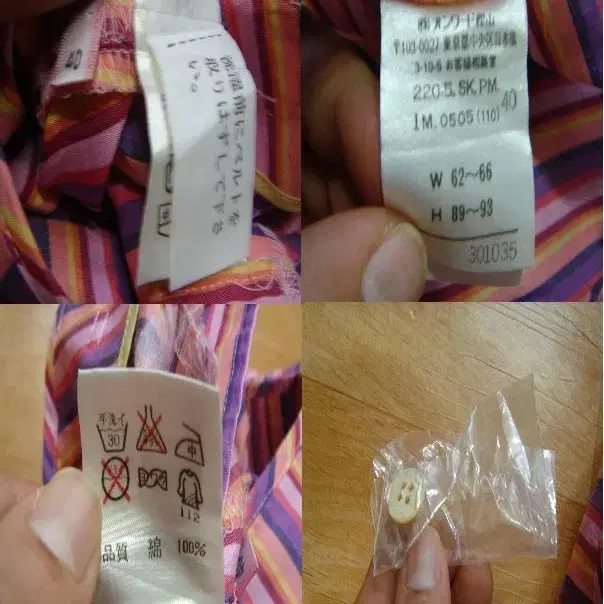 40
洗濯前にベルトを
取りはずして下さ
い。
㈱オンワード樫山
〒103-0027 東京都中央区日本橋
3-10-5 お客様相談室
220.5.SK.PM.
IM.0505(110) 40
W 62〜66
H 89〜93
301035
手洗イ
30 中
112
品質 綿 100%